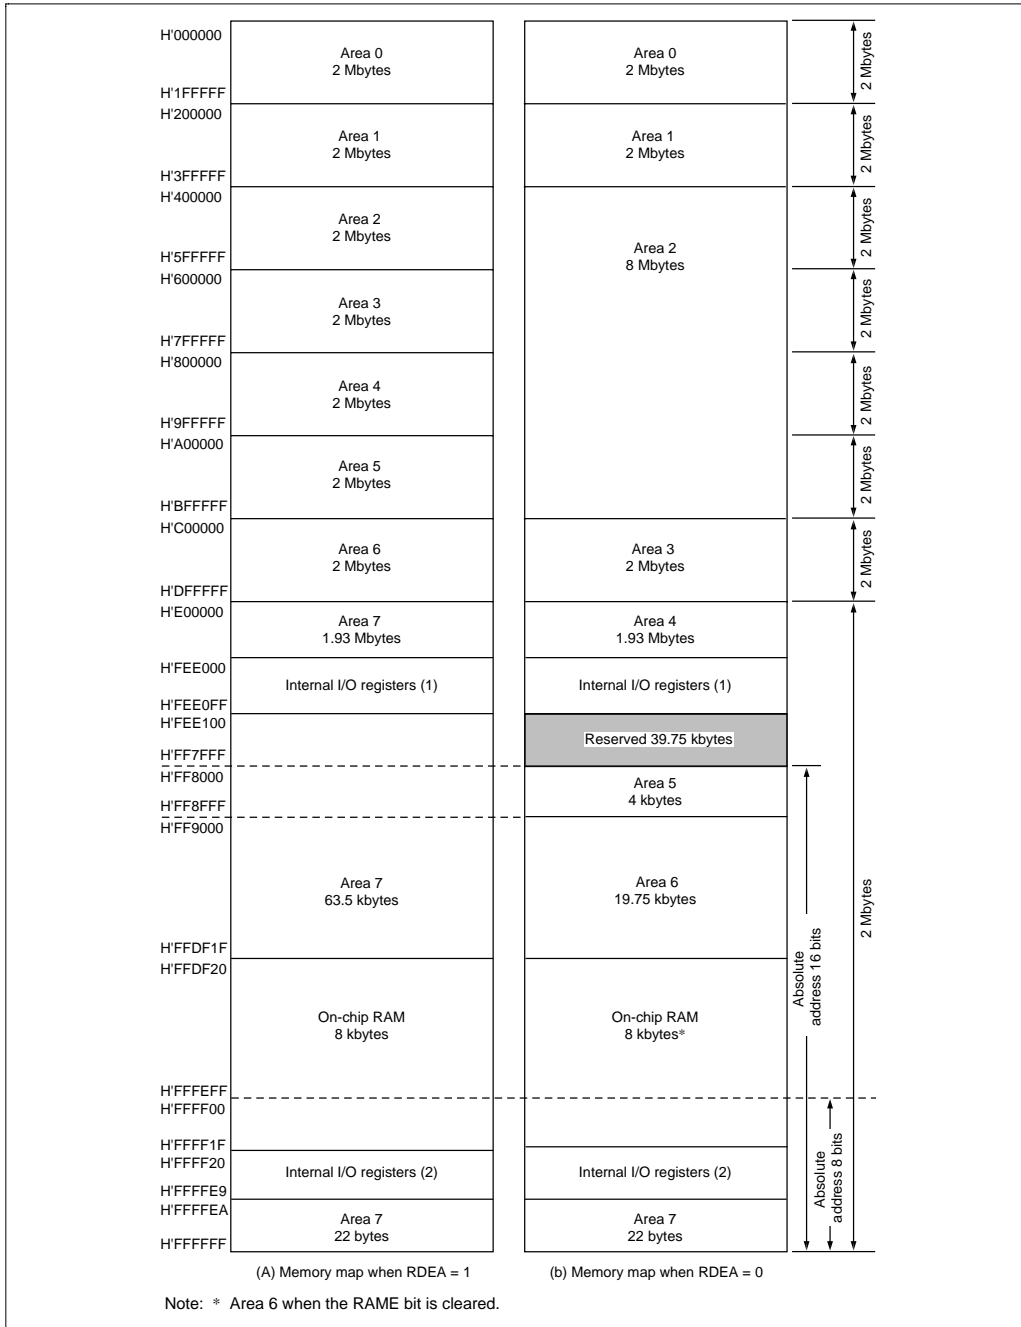 H'000000
Area 0
2 Mbytes
Area 0
2 Mbytes
2 Mbytes
H'1FFFFF
H'200000
Area 1
2 Mbytes
Area 1
2 Mbytes
2 Mbytes
H'3FFFFF
H'400000
Area 2
2 Mbytes
Area 2
8 Mbytes
2 Mbytes
H'5FFFFF
H'600000
Area 3
2 Mbytes
2 Mbytes
H'7FFFFF
H'800000
Area 4
2 Mbytes
2 Mbytes
H'9FFFFF
H'A00000
Area 5
2 Mbytes
2 Mbytes
H'BFFFFF
H'C00000
Area 6
2 Mbytes
Area 3
2 Mbytes
2 Mbytes
H'DFFFFF
H'E00000
Area 7
1.93 Mbytes
Area 4
1.93 Mbytes
H'FEE000
Internal I/O registers (1)
Internal I/O registers (1)
H'FEE0FF
H'FEE100
Reserved 39.75 kbytes
H'FF7FFF
H'FF8000
Area 5
4 kbytes
H'FF8FFF
H'FF9000
Area 7
63.5 kbytes
Area 6
19.75 kbytes
2 Mbytes
H'FFDF1F
H'FFDF20
Absolute
address 16 bits
On-chip RAM
8 kbytes
On-chip RAM
8 kbytes*
H'FFFEFF
H'FFFF00
H'FFFF1F
H'FFFF20
Internal I/O registers (2)
Internal I/O registers (2)
Absolute
address 8 bits
H'FFFFE9
H'FFFFEA
Area 7
22 bytes
Area 7
22 bytes
H'FFFFFF
(A) Memory map when RDEA = 1
(b) Memory map when RDEA = 0
Note: * Area 6 when the RAME bit is cleared.